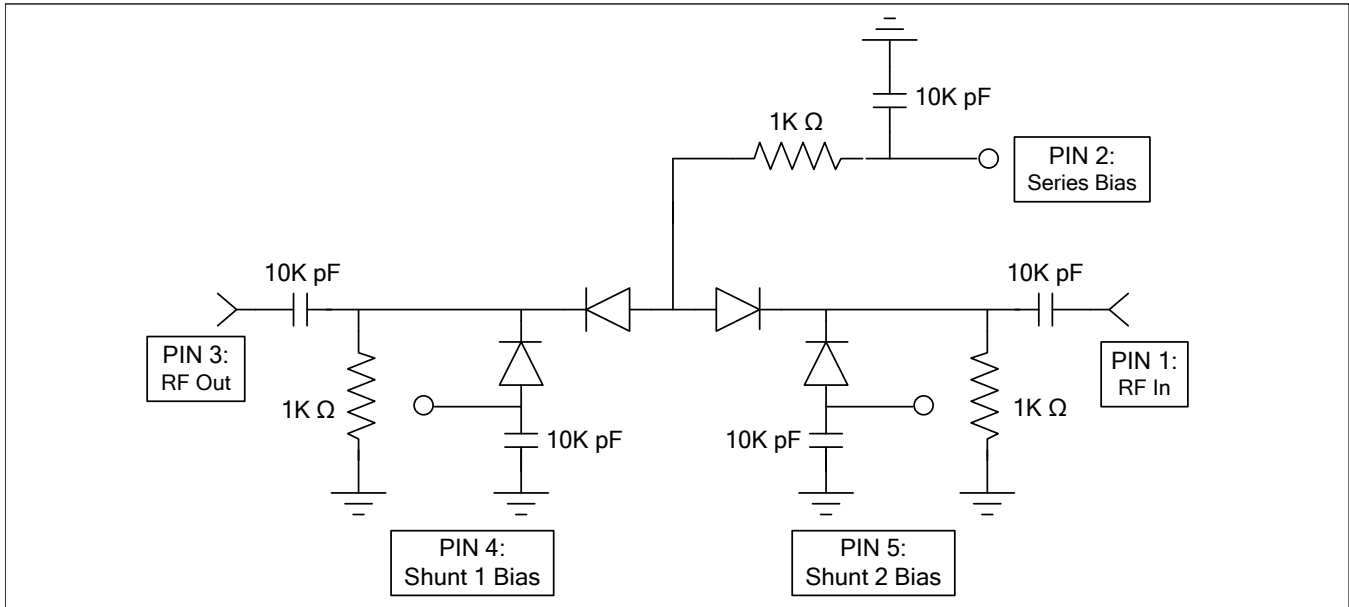 10K pF
1K Ω
PIN 2:
Series Bias
10K pF
10K pF
PIN 3:
RF Out
PIN 1:
RF In
1K Ω
10K pF
10K pF
1K Ω
PIN 4:
Shunt 1 Bias
PIN 5:
Shunt 2 Bias